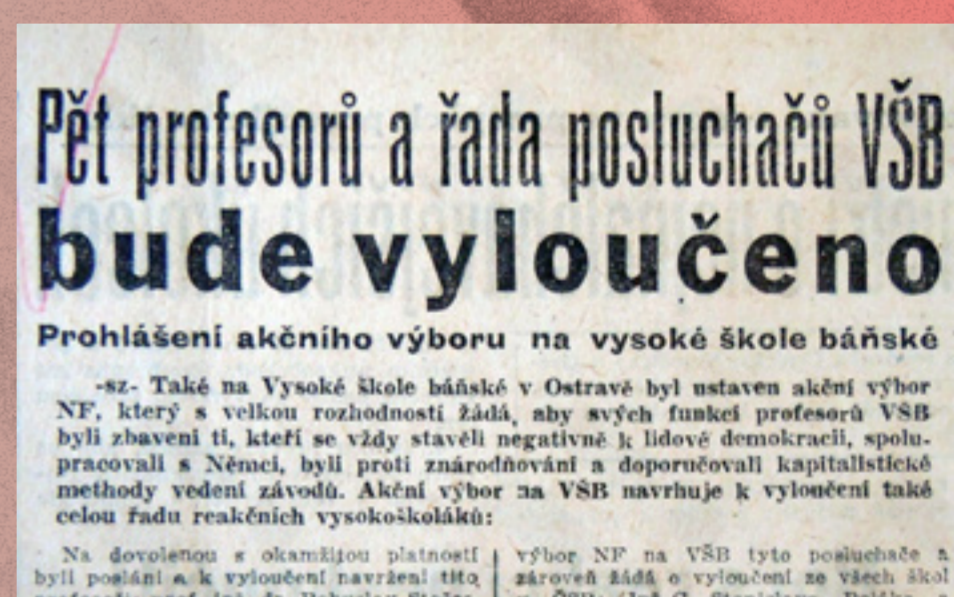 Pět profesorů a řada posluchačů VŠB
bude vyloučeno
Prohlášení akčního výboru na vysoké škole báňské
-sz- Také na Vysoké škole báňské v Ostravě byl ustaven akční výbor
NF, který s velkou rozhodností žádá, aby svých funkcí profesorů VŠB
byli zbaveni ti, kteří se vždy stavěli negativně k lidové demokracii, spolu-
pracovali s Němci, byli proti znárodňování a doporučovali kapitalistické
methody vedení závodů. Akční výbor na VŠB navrhuje k vyloučení také
celou řadu reakčních vysokoškoláků:
Na dovolenou s okamžitou platností
byli posláni a k vyloučení navrženi tito
výbor NF na VŠB tyto posluchače a
zároveň žádá o vyloučení ze všech škol